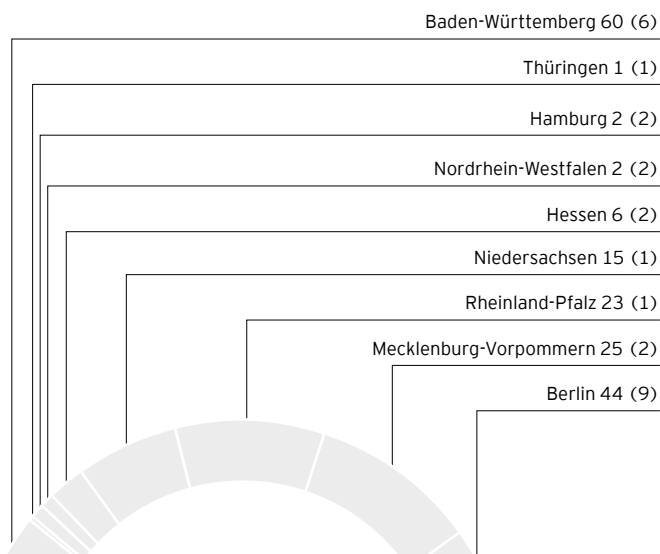 Baden-Württemberg 60 (6)
Thüringen 1 (1)
Hamburg 2 (2)
Nordrhein-Westfalen 2 (2)
Hessen 6 (2)
Niedersachsen 15 (1)
Rheinland-Pfalz 23 (1)
Mecklenburg-Vorpommern 25 (2)
Berlin 44 (9)